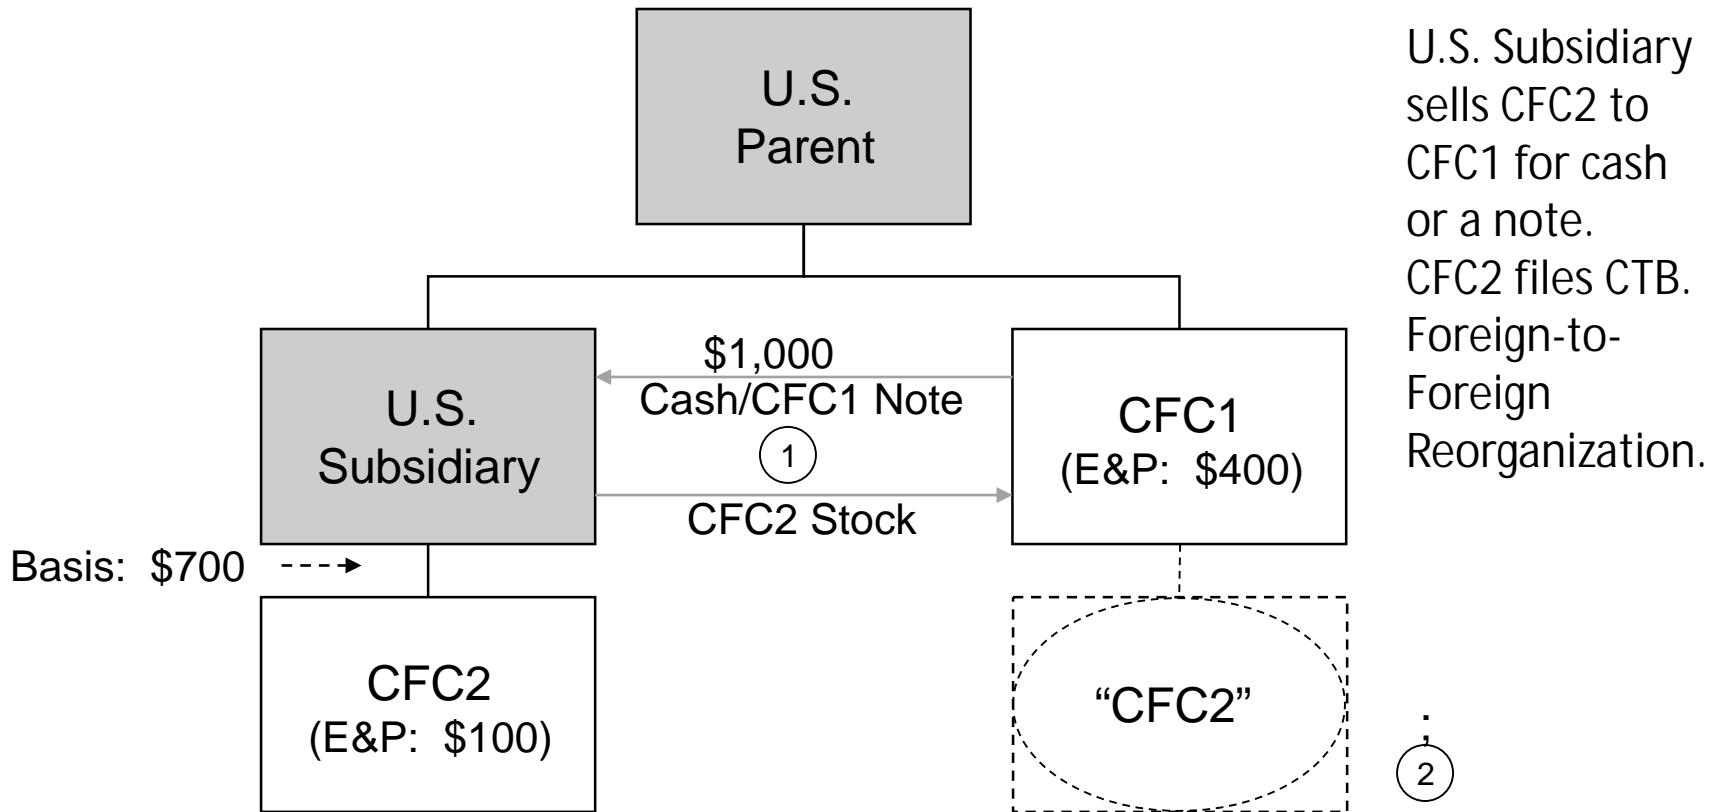 U.S.
Parent
U.S. Subsidiary
sells CFC2 to
CFC1 for cash
or a note.
CFC2 files CTB.
Foreign-to-
Foreign
Reorganization.
U.S.
Subsidiary
$1,000
Cash/CFC1 Note
1
CFC2 Stock
CFC1
(E&P: $400)
Basis: $700
CFC2
(E&P: $100)
“CFC2”
;
2